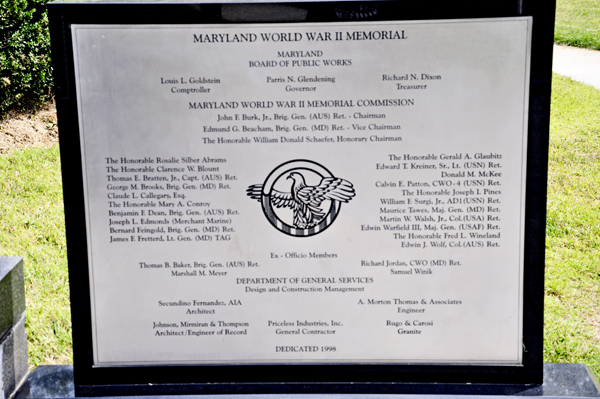 MARYLAND WORLD WAR II MEMORIAL
MARYLAND
BOARD OF PUBLIC WORKS
Louis L. Goldstein
Comptroller
Parris N. Glendening
Governor
Richard N. Dixon
Treasurer
MARYLAND WORLD WAR II MEMORIAL COMMISSION
John F. Burk, Jr., Brig. Gen. (AUS) Ret. - Chairman
Edmund G. Beacham, Brig. Gen. (MD) Ret. - Vice Chairman
The Honorable William Donald Schaefer, Honorary Chairman
The Honorable Rosalie Silber Abrams
The Honorable Clarence W. Blount
Thomas E. Bratten, Jr., Capt. (AUS) Ret.
George M. Brooks, Brig. Gen. (MD) Ret.
Claude L. Callegary, Esq.
The Honorable Mary A. Conroy
Benjamin F. Dean, Brig. Gen. (AUS) Ret.
Joseph L. Edmonds (Merchant Marine)
Bernard Feingold, Brig. Gen. (MD) Ret.
James F. Fretterd, Lt. Gen. (MD) TAG
The Honorable Gerald A. Glaubitz
Edward T. Kreiner, Sr., Lt. (USN) Ret.
Donald M. McKee
Calvin E. Patton, CWO-4 (USN) Ret.
The Honorable Joseph I. Pines
William F. Surgi, Jr., ADJ1 (USN) Ret.
Maurice Tawes, Maj. Gen. (MD) Ret.
Martin W. Walsh, Jr., Col. (USA) Ret.
Edwin Warfield III, Maj. Gen. (USAF) Ret.
The Honorable Fred L. Wineland
Edwin J. Wolf, Col. (AUS) Ret.
Ex - Officio Members
Thomas B. Baker, Brig. Gen. (AUS) Ret.
Marshall M. Meyer
Richard Jordan, CWO (MD) Ret.
Samuel Winik
DEPARTMENT OF GENERAL SERVICES
Design and Construction Management
Secundino Fernandez, AIA
Architect
A. Morton Thomas & Associates
Engineer
Johnson, Mirmiran & Thompson
Architect/Engineer of Record
Priceless Industries, Inc.
General Contractor
Rugo & Carosi
Granite
DEDICATED 1998